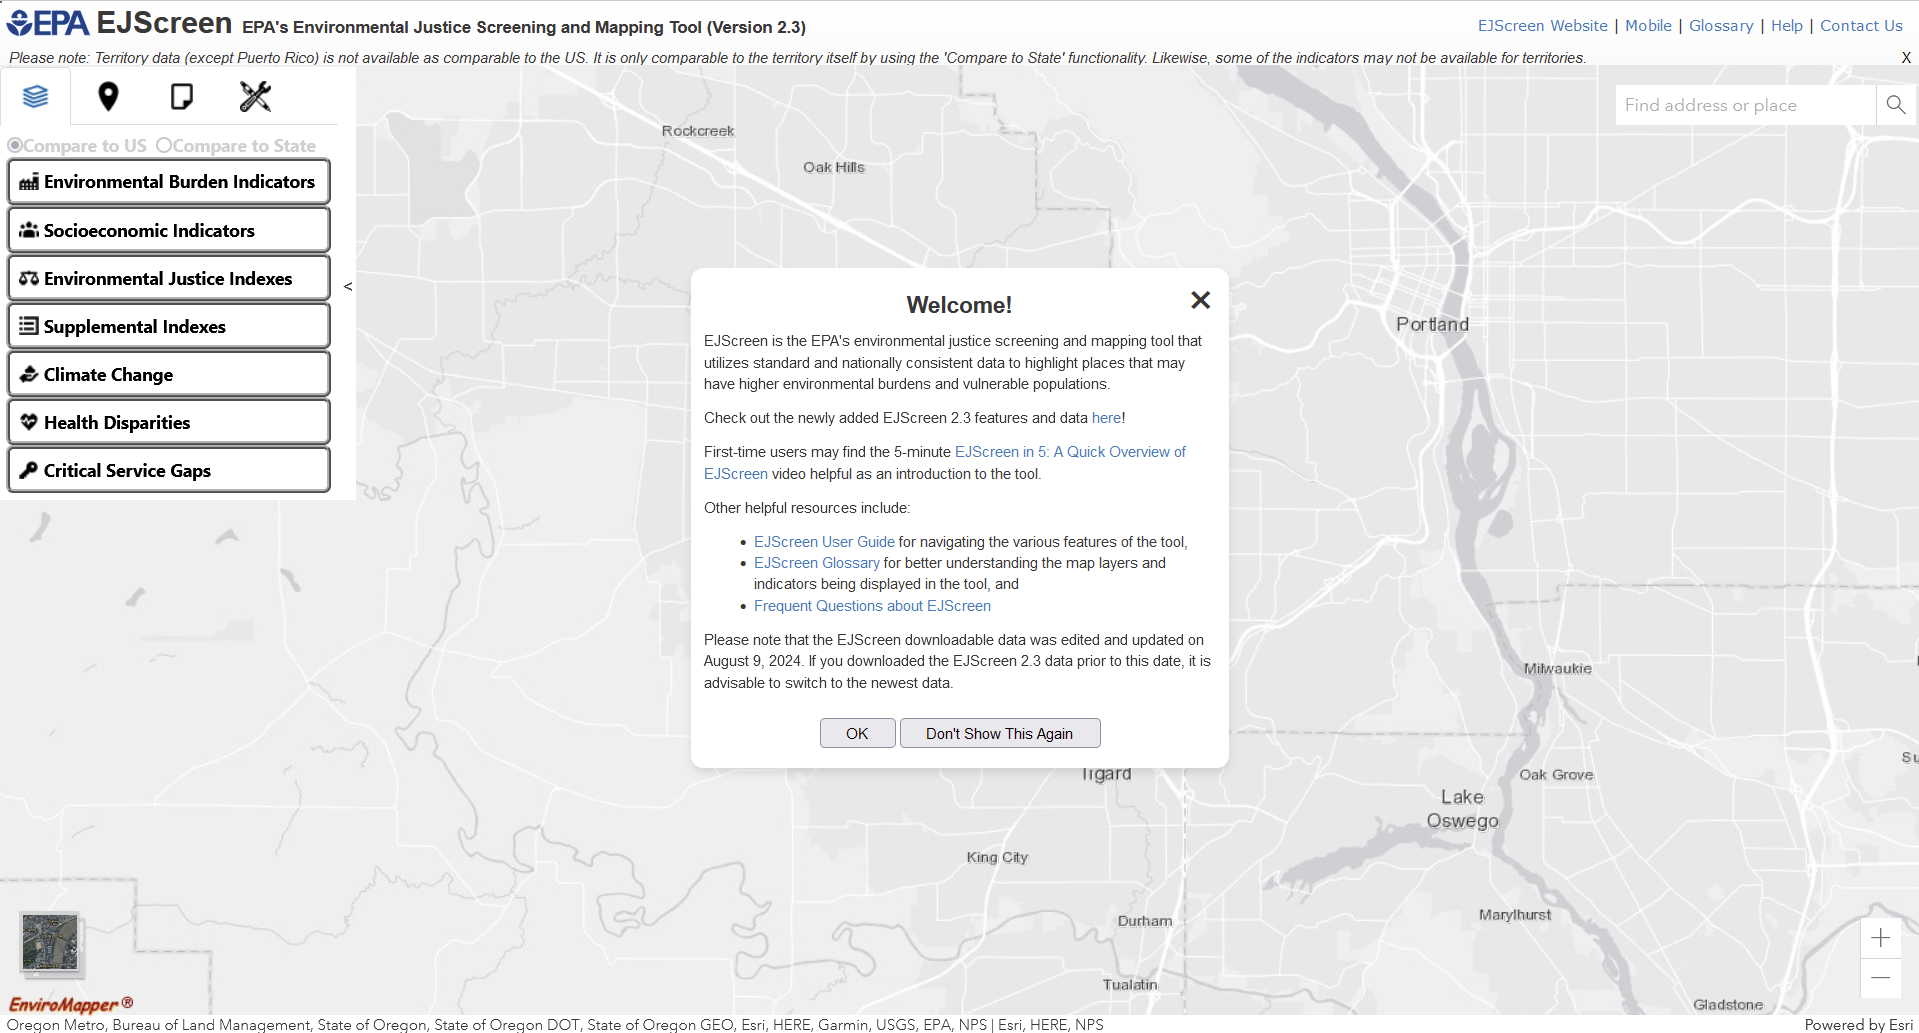 EPA EJScreen EPA's Environmental Justice Screening and Mapping Tool (Version 2.3)
EJScreen Website | Mobile | Glossary | Help | Contact Us
Please note: Territory data (except Puerto Rico) is not available as comparable to the US. It is only comparable to the territory itself by using the 'Compare to State' functionality. Likewise, some of the indicators may not be available for territories.
X
Find address or place
Compare to US Compare to State
Environmental Burden Indicators
Socioeconomic Indicators
Environmental Justice Indexes
Supplemental Indexes
Climate Change
Health Disparities
Critical Service Gaps
<
Rockcreek
Oak Hills
Portland
Welcome!
EJScreen is the EPA's environmental justice screening and mapping tool that
utilizes standard and nationally consistent data to highlight places that may
have higher environmental burdens and vulnerable populations.
Check out the newly added EJScreen 2.3 features and data here!
First-time users may find the 5-minute EJScreen in 5: A Quick Overview of
EJScreen video helpful as an introduction to the tool.
Other helpful resources include:
• EJScreen User Guide for navigating the various features of the tool,
• EJScreen Glossary for better understanding the map layers and
indicators being displayed in the tool, and
• Frequent Questions about EJScreen
Please note that the EJScreen downloadable data was edited and updated on
August 9, 2024. If you downloaded the EJScreen 2.3 data prior to this date, it is
advisable to switch to the newest data.
OK
Don't Show This Again
Milwaukie
Su
Tigard
Oak Grove
Lake
Oswego
King City
Marylhurst
Durham
Tualatin
Gladstone
EnviroMapper ®
Oregon Metro, Bureau of Land Management, State of Oregon, State of Oregon DOT, State of Oregon GEO, Esri, HERE, Garmin, USGS, EPA, NPS | Esri, HERE, NPS
Powered by Esri